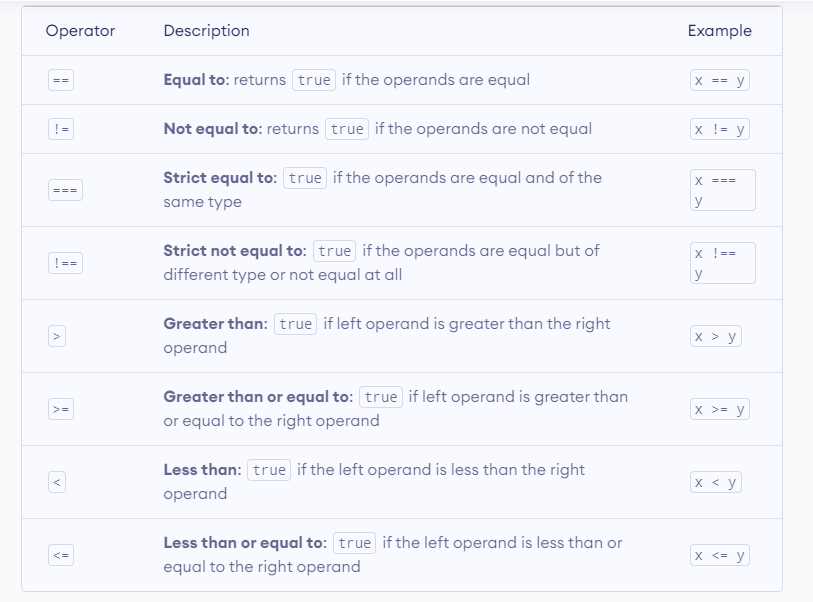 Operator Description Example
== Equal to: returns true if the operands are equal x == y
!= Not equal to: returns true if the operands are not equal x != y
=== Strict equal to: true if the operands are equal and of the same type x === y
!== Strict not equal to: true if the operands are equal but of different type or not equal at all x !== y
> Greater than: true if left operand is greater than the right operand x > y
>= Greater than or equal to: true if left operand is greater than or equal to the right operand x >= y
< Less than: true if the left operand is less than the right operand x < y
<= Less than or equal to: true if the left operand is less than or equal to the right operand x <= y